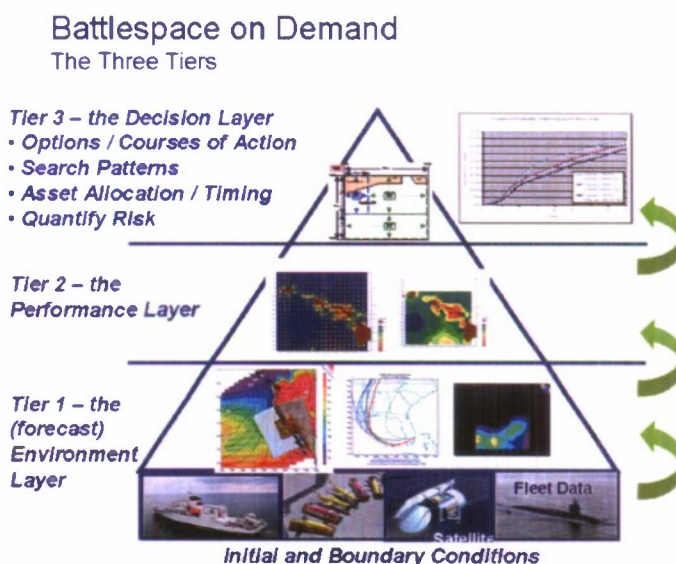 Battlespace on Demand
The Three Tiers
Tier 3 – the Decision Layer
• Options / Courses of Action
• Search Patterns
• Asset Allocation / Timing
• Quantify Risk
Tier 2 – the
Performance Layer
Tier 1 – the
(forecast)
Environment
Layer
Fleet Data
Satellite
Initial and Boundary Conditions